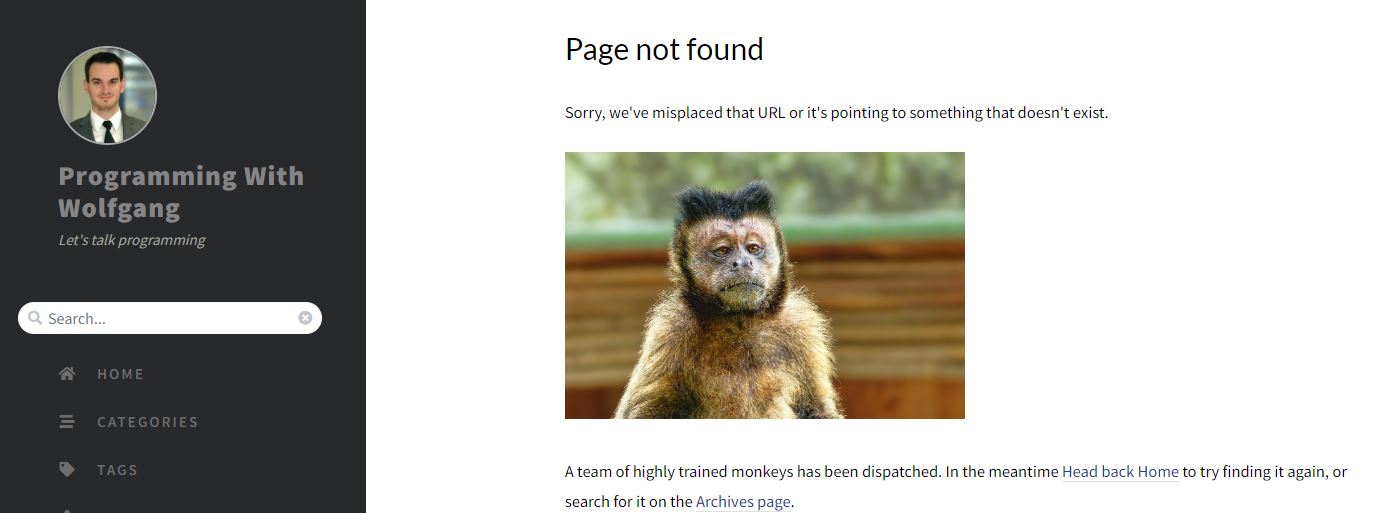 Programming With
Wolfgang
Let's talk programming
Search...
HOME
CATEGORIES
TAGS
Page not found
Sorry, we've misplaced that URL or it's pointing to something that doesn't exist.
A team of highly trained monkeys has been dispatched. In the meantime Head back Home to try finding it again, or
search for it on the Archives page.